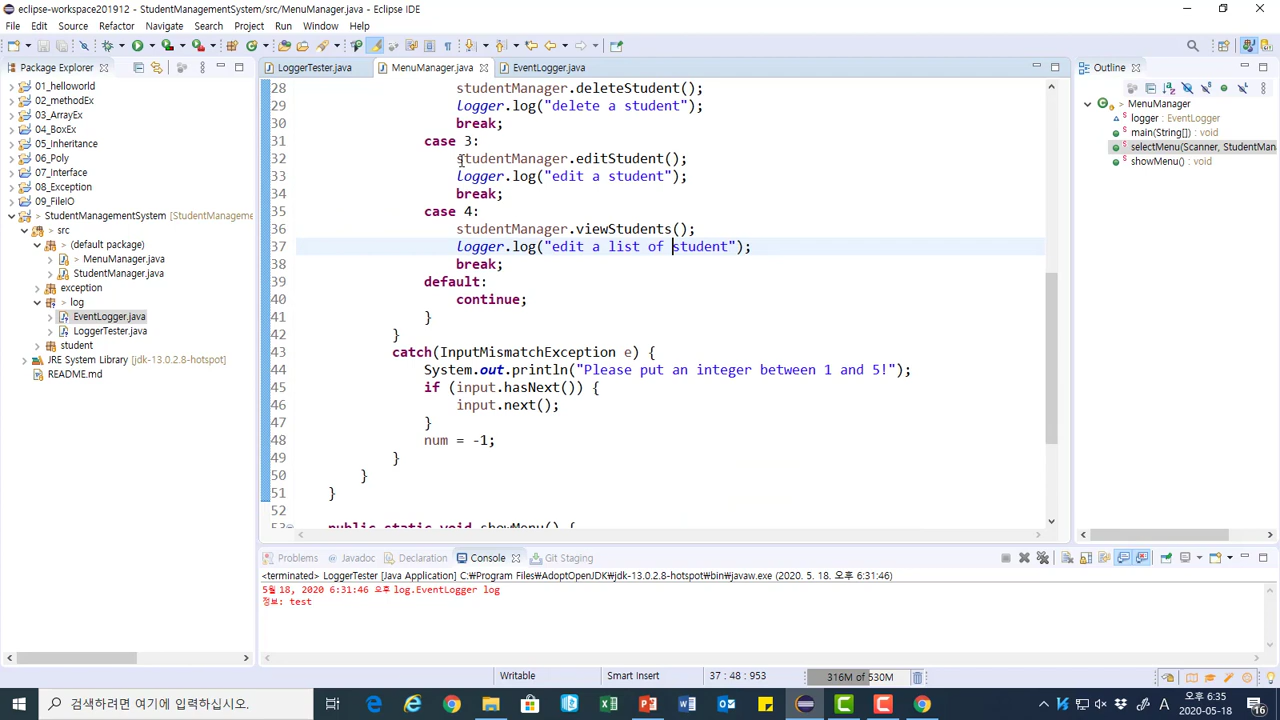 eclipse-workspace201912 - StudentManagementSystem/src/MenuManager.java - Eclipse IDE
File Edit Source Refactor Navigate Search Project Run Window Help
Package Explorer
01_helloworld
02_methodEx
03_ArrayEx
04_BoxEx
05_Inheritance
06_Poly
07_Interface
08_Exception
09_FileIO
StudentManagementSystem [StudentManageme
src
(default package)
MenuManager.java
StudentManager.java
exception
log
EventLogger.java
LoggerTester.java
student
JRE System Library [jdk-13.0.2.8-hotspot]
README.md
LoggerTester.java MenuManager.java EventLogger.java
28 studentManager.deleteStudent();
29 logger.log("delete a student");
30 break;
31 case 3:
32 studentManager.editStudent();
33 logger.log("edit a student");
34 break;
35 case 4:
36 studentManager.viewStudents();
37 logger.log("edit a list of student");
38 break;
39 default:
40 continue;
41 }
42 }
43 catch(InputMismatchException e) {
44 System.out.println("Please put an integer between 1 and 5!");
45 if (input.hasNext()) {
46 input.next();
47 }
48 num = -1;
49 }
50 }
51 }
52
53 public static void showMenu() {
Outline
MenuManager
logger : EventLogger
main(String[]) : void
selectMenu(Scanner, StudentMan
showMenu() : void
Problems Javadoc Declaration Console Git Staging
<terminated> LoggerTester [Java Application] C:₩Program Files₩AdoptOpenJDK₩jdk-13.0.2.8-hotspot₩bin₩javaw.exe (2020. 5. 18. 오후 6:31:46)
5월 18, 2020 6:31:46 오후 log.EventLogger log
정보: test
Writable Smart Insert 37 : 48 : 953 316M of 530M
검색하려면 여기에 입력하십시오.
A
오후 6:35
2020-05-18
16